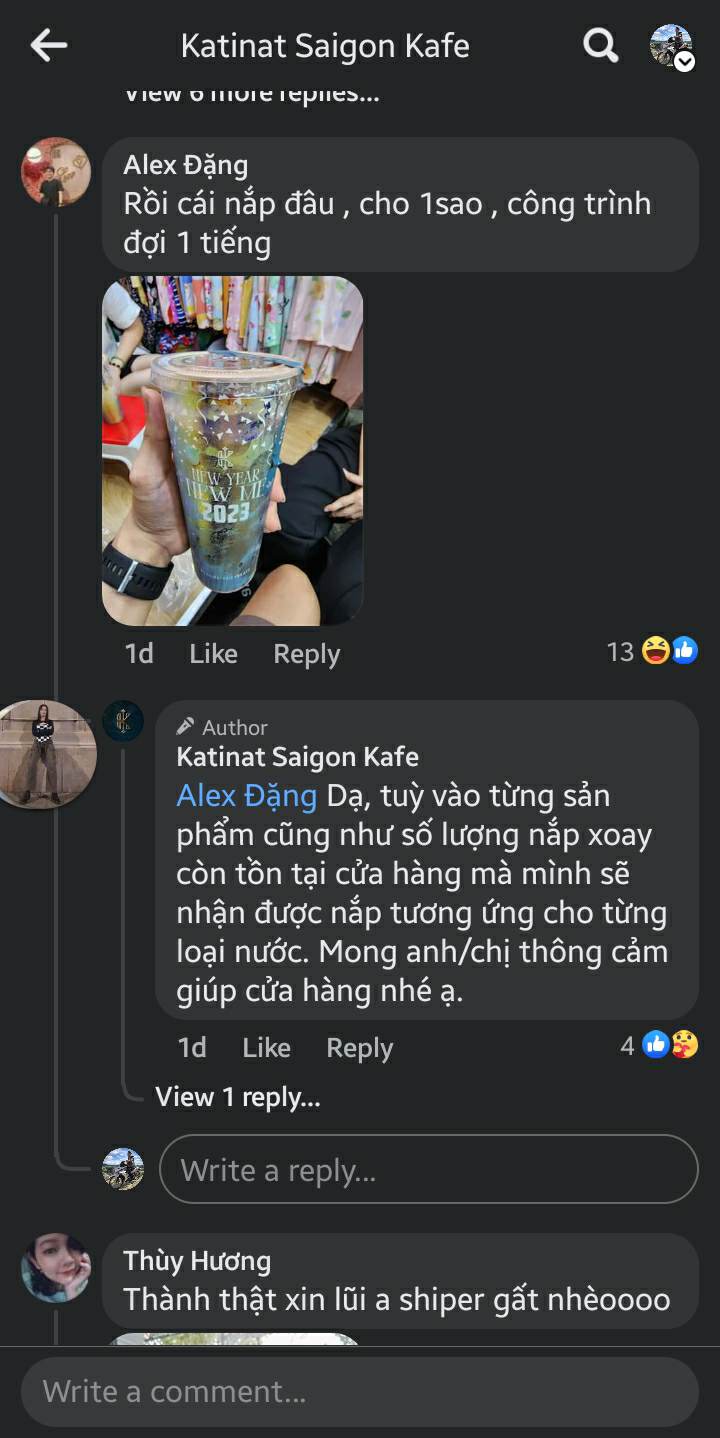 Katinat Saigon Kafe
View 6 more replies...
Alex Đặng
Rồi cái nắp đâu , cho 1sao , công trình
đợi 1 tiếng
NEW YEAR
NEW ME
2023
1d Like Reply
13
Author
Katinat Saigon Kafe
Alex Đặng Dạ, tuỳ vào từng sản
phẩm cũng như số lượng nắp xoay
còn tồn tại cửa hàng mà mình sẽ
nhận được nắp tương ứng cho từng
loại nước. Mong anh/chị thông cảm
giúp cửa hàng nhé ạ.
1d Like Reply
4
View 1 reply...
Write a reply...
Thùy Hương
Thành thật xin lũi a shiper gất nhèoooo
Write a comment...